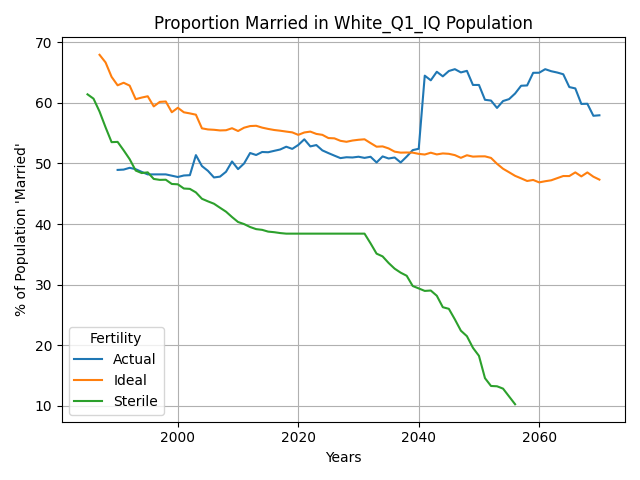 Proportion Married in White_Q1_IQ Population
% of Population 'Married'
70
60
50
40
30
20
10
Fertility
Actual
Ideal
Sterile
2000 2020 2040 2060
Years